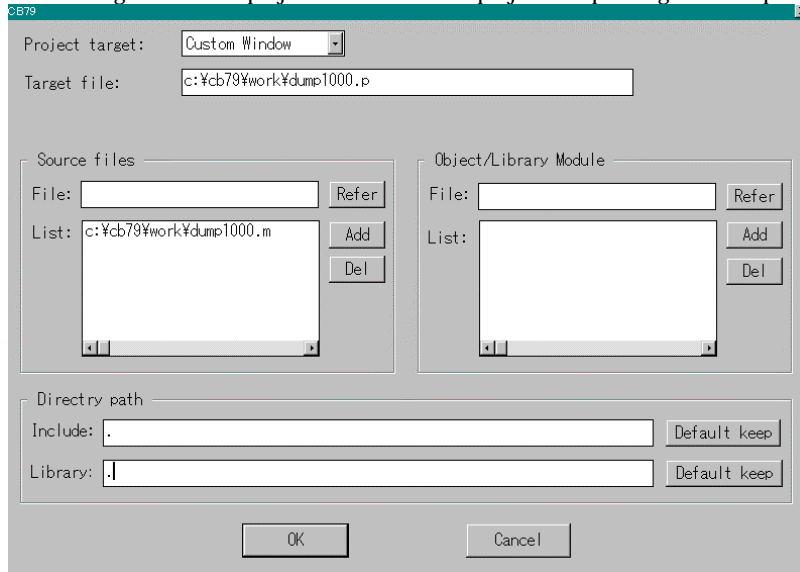 CB79
Project target: Custom Window
Target file: c:¥cb79¥work¥dump1000.p
Source files
File: Refer
List: c:¥cb79¥work¥dump1000.m Add
Del
Object/Library Module
File: Refer
List: Add
Del
Directry path
Include: . Default keep
Library: . Default keep
OK Cancel